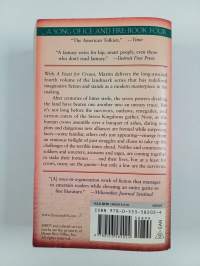 A SONG OF ICE AND FIRE: BOOK FOUR
"The American Tolkien." —Time
"A fantasy series for hip, smart people, even those
who don't read fantasy." —Detroit Free Press
With A Feast for Crows, Martin delivers the long-awaited
fourth volume of the landmark series that has redefined
imaginative fiction and stands as a modern masterpiece in the
making.
After centuries of bitter strife, the seven powers dividing
the land have beaten one another into an uneasy truce. But
it's not long before the survivors, outlaws, renegades, and
carrion eaters of the Seven Kingdoms gather. Now, as the
human crows assemble over a banquet of ashes, daring new
plots and dangerous new alliances are formed while surprising
faces—some familiar, others only just appearing—emerge from
an ominous twilight of past struggles and chaos to take up the
challenges of the terrible times ahead. Nobles and commoners,
soldiers and sorcerers, assassins and sages, are coming together
to stake their fortunes . . . and their lives. For at a feast for
crows, many are the guests—but only a few are the survivors.
of fiction that manages
to entertain readers while
fine literature." —Milwaukee Journal Sentinel
ISBN 978-0-553-58202-4
EAN